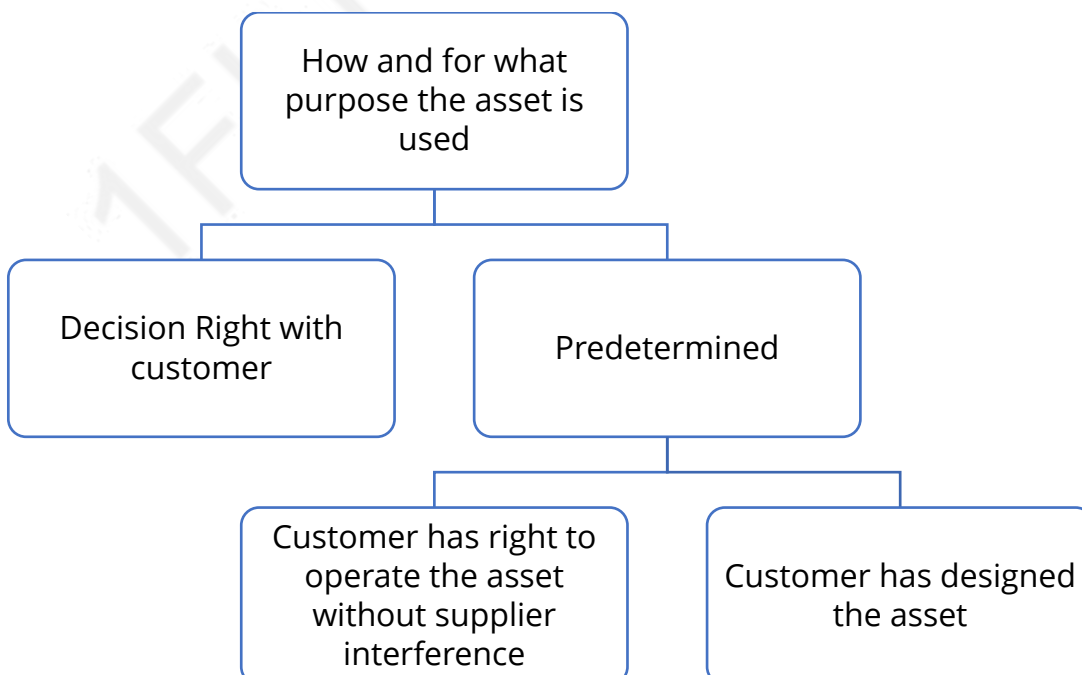 How and for what
purpose the asset is
used
Decision Right with
customer
Predetermined
Customer has right to
operate the asset
without supplier
interference
Customer has designed
the asset